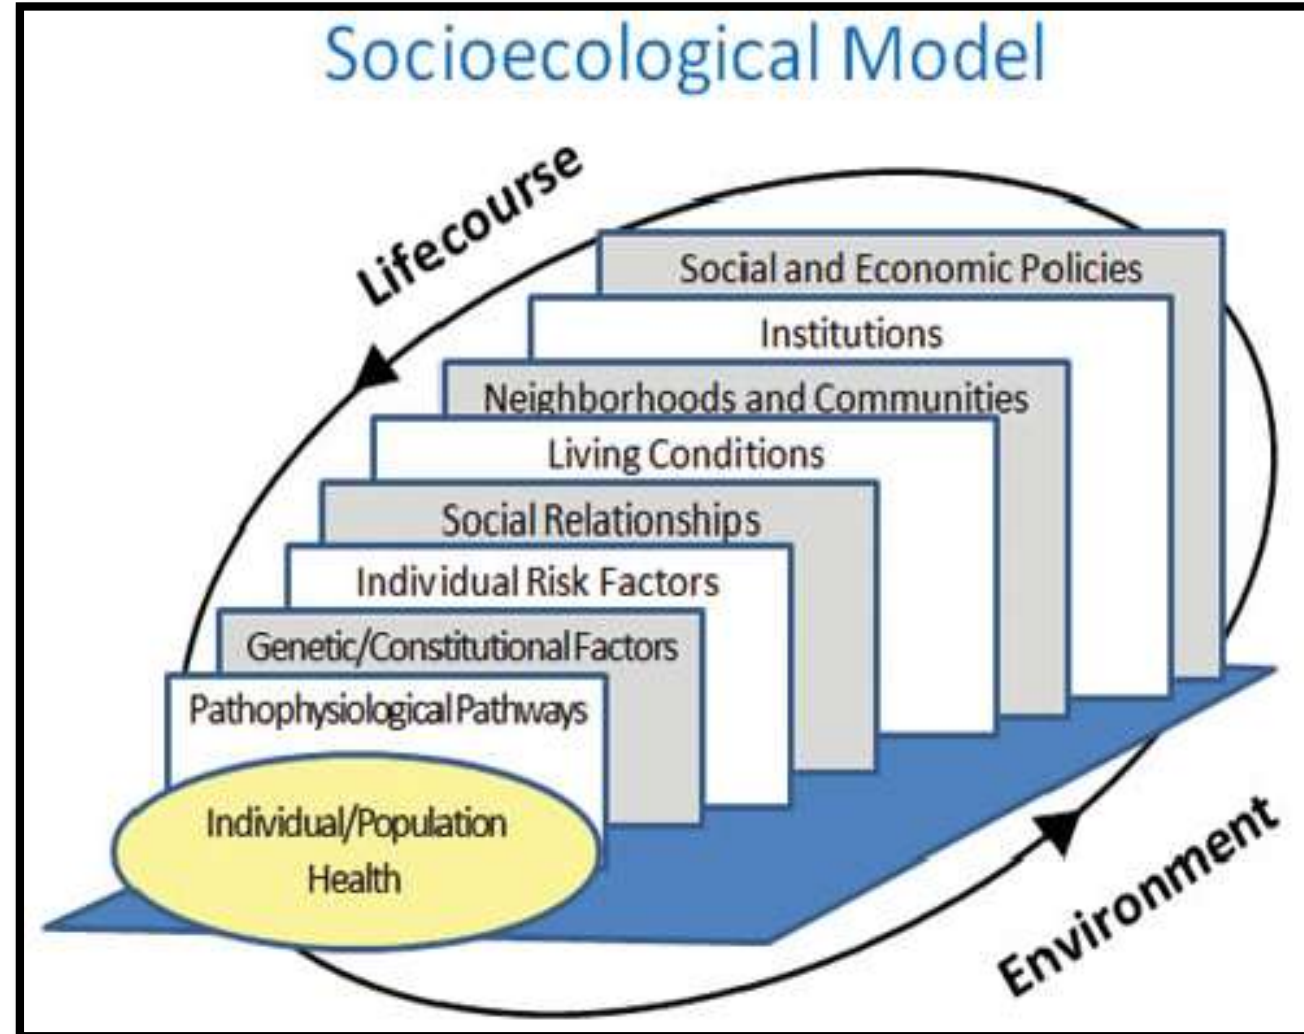 Socioecological Model
Lifecourse
Social and Economic Policies
Institutions
Neighborhoods and Communities
Living Conditions
Social Relationships
Individual Risk Factors
Genetic/Constitutional Factors
Pathophysiological Pathways
Individual/Population
Health
Environment